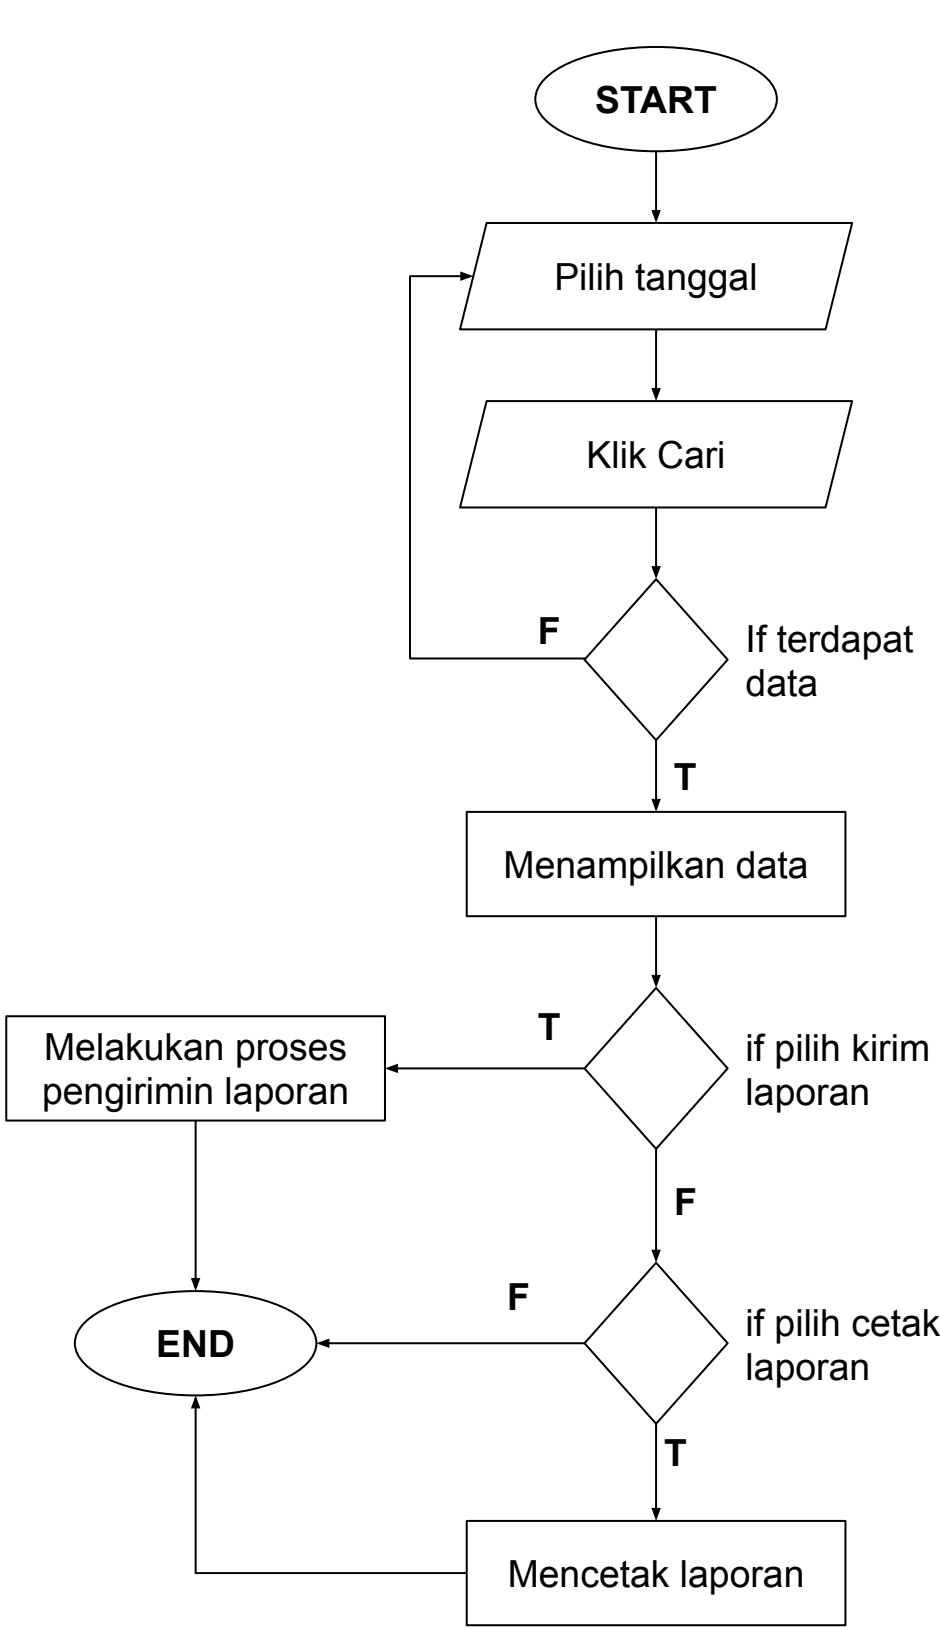 START
Pilih tanggal
Klik Cari
F
If terdapat
data
T
Menampilkan data
T
if pilih kirim
laporan
Melakukan proses
pengirimin laporan
F
F
if pilih cetak
laporan
END
T
Mencetak laporan